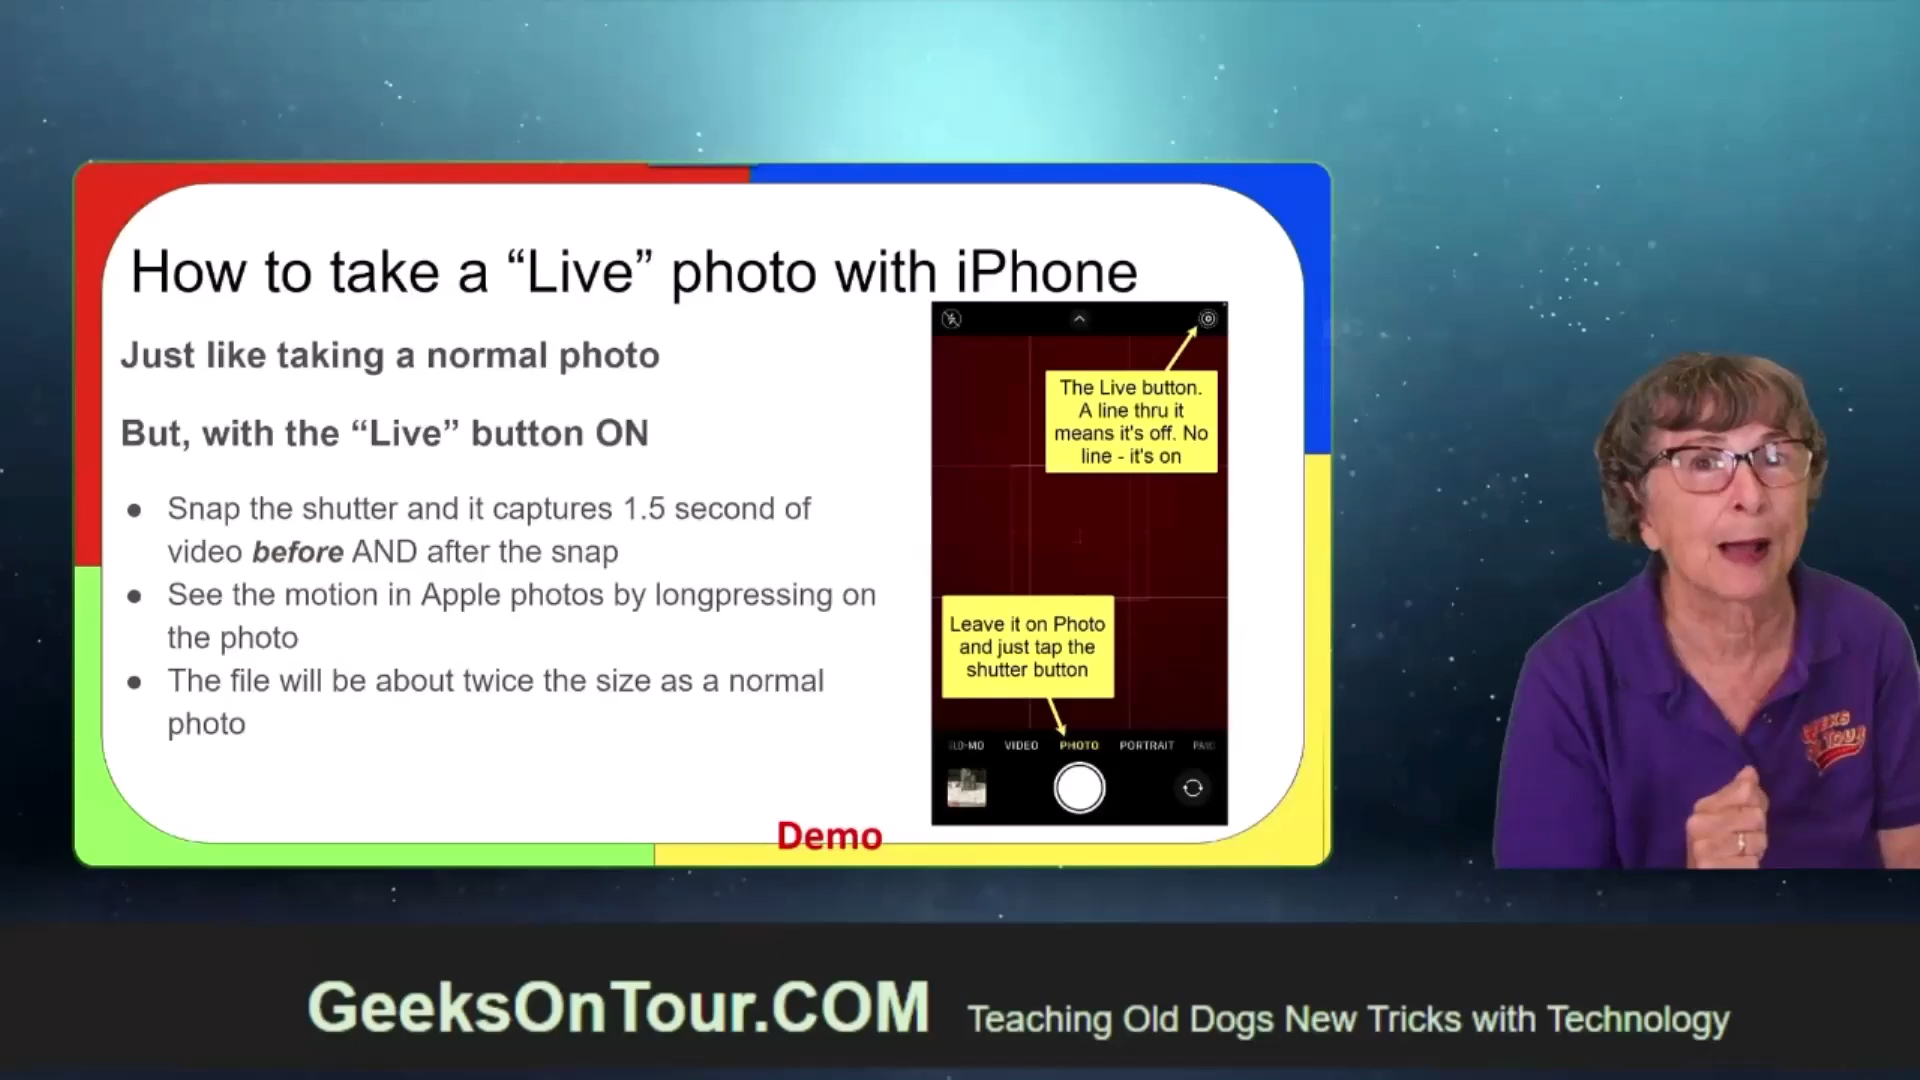 How to take a “Live” photo with iPhone
Just like taking a normal photo
But, with the “Live” button ON
● Snap the shutter and it captures 1.5 second of
video before AND after the snap
● See the motion in Apple photos by longpressing on
the photo
● The file will be about twice the size as a normal
photo
The Live button.
A line thru it
means it's off. No
line - it's on
Leave it on Photo
and just tap the
shutter button
VIDEO PHOTO PORTRAIT
Demo
GeeksOnTour.COM Teaching Old Dogs New Tricks with Technology